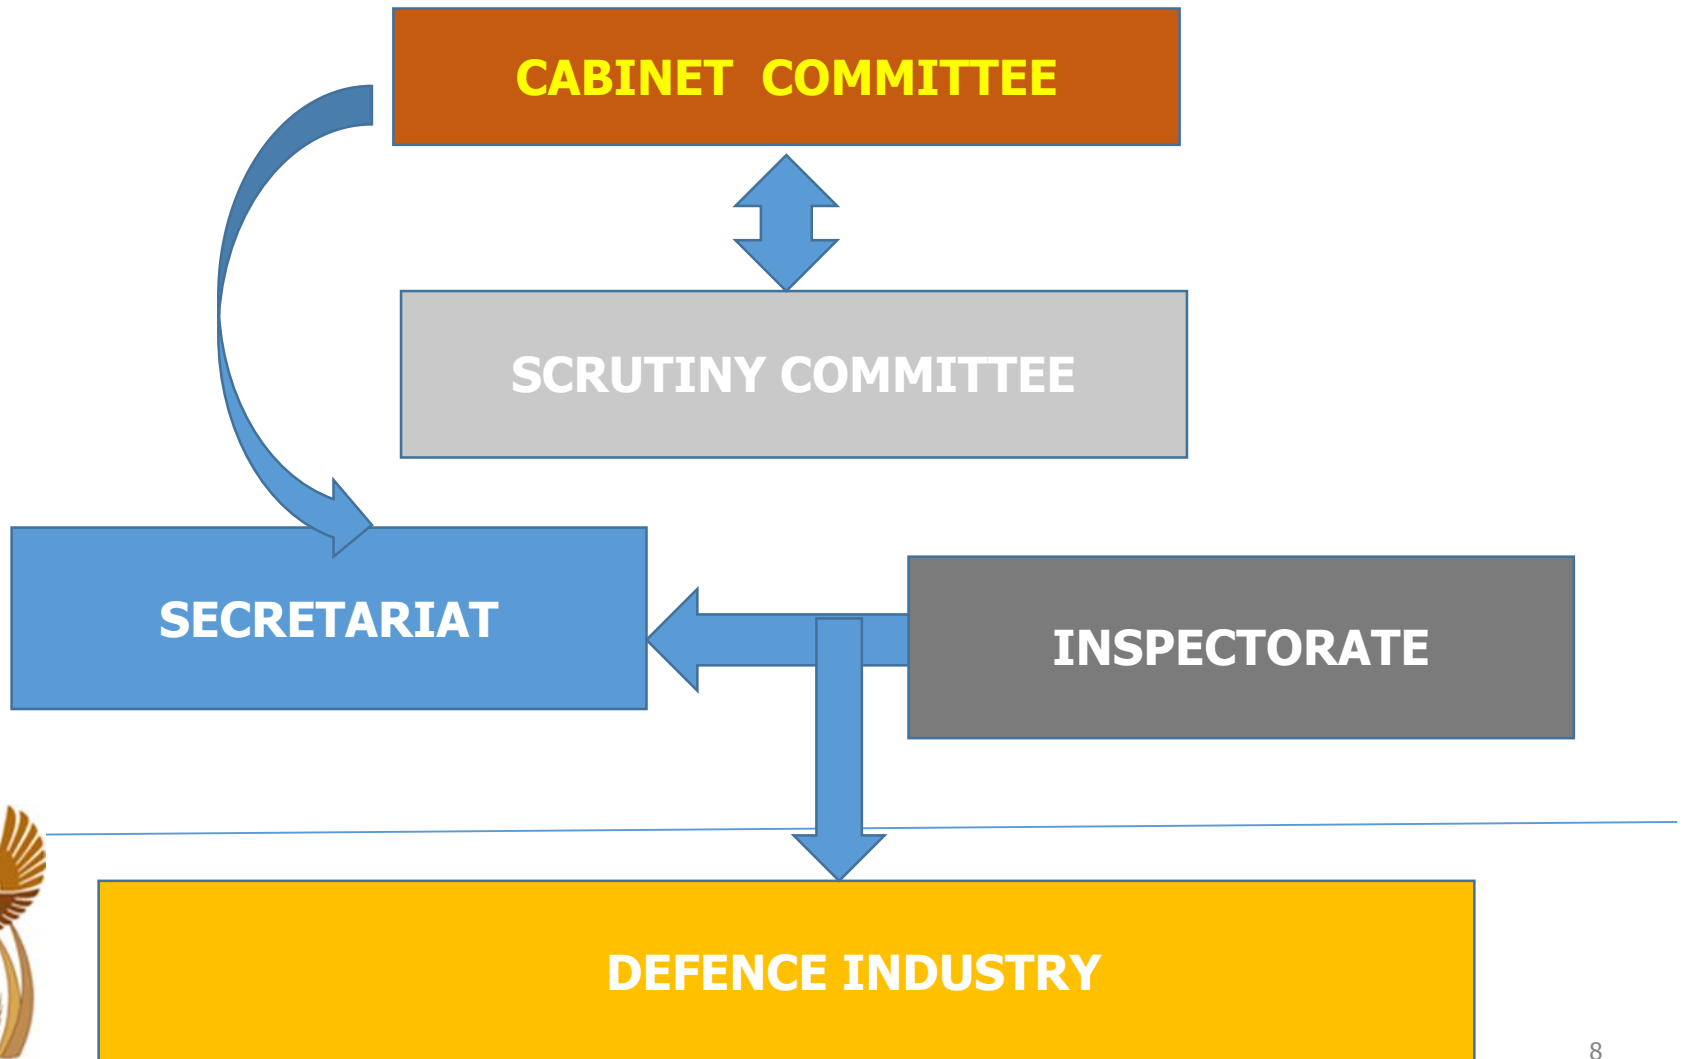 CABINET COMMITTEE
SCRUTINY COMMITTEE
SECRETARIAT
INSPECTORATE
DEFENCE INDUSTRY
8